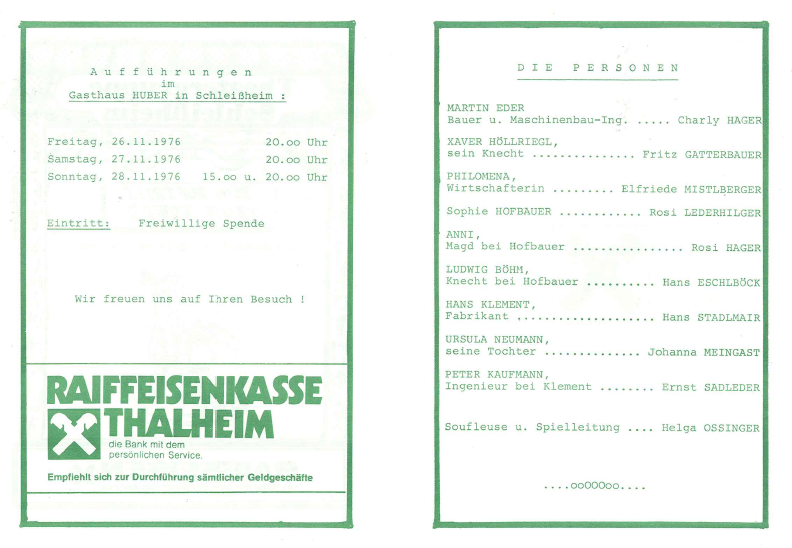 A u f f ü h r u n g e n
im
Gasthaus HUBER in Schleißheim :
Freitag, 26.11.1976 20.oo Uhr
Samstag, 27.11.1976 20.oo Uhr
Sonntag, 28.11.1976 15.oo u. 20.oo Uhr
Eintritt: Freiwillige Spende
Wir freuen uns auf Ihren Besuch !
RAIFFEISENKASSE
THALHEIM
die Bank mit dem
persönlichen Service.
Empfiehlt sich zur Durchführung sämtlicher Geldgeschäfte
D I E P E R S O N E N
MARTIN EDER
Bauer u. Maschinenbau-Ing. ..... Charly HAGER
XAVER HÖLLRIEGL,
sein Knecht ............... Fritz GATTERBAUER
PHILOMENA,
Wirtschafterin ......... Elfriede MISTLBERGER
Sophie HOFBAUER ............ Rosi LEDERHILGER
ANNI,
Magd bei Hofbauer ................ Rosi HAGER
LUDWIG BÖHM,
Knecht bei Hofbauer .......... Hans ESCHLBÖCK
HANS KLEMENT,
Fabrikant .................... Hans STADLMAIR
URSULA NEUMANN,
seine Tochter .............. Johanna MEINGAST
PETER KAUFMANN,
Ingenieur bei Klement ........ Ernst SADLEDER
Soufleuse u. Spielleitung .... Helga OSSINGER
....ooOOOoo....